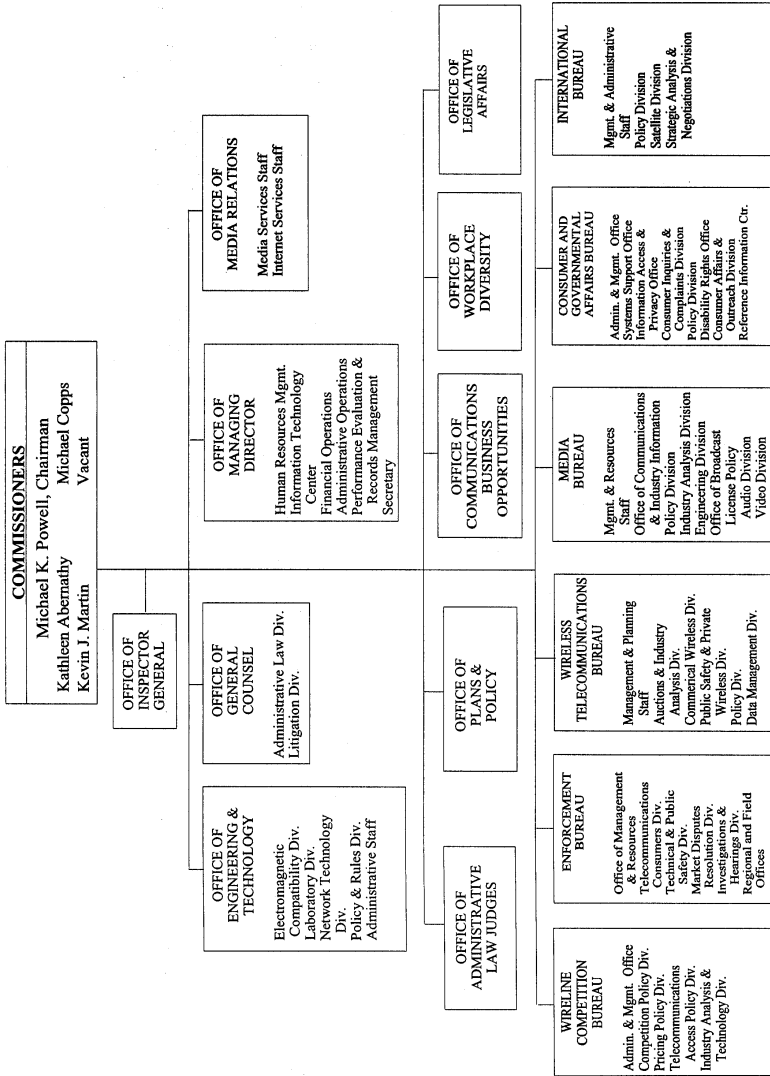 COMMISSIONERS
Michael K. Powell, Chairman
Kathleen Abernathy Michael Copps
Kevin J. Martin Vacant
OFFICE OF
INSPECTOR
GENERAL
OFFICE OF
ENGINEERING &
TECHNOLOGY
Electromagnetic
Compatibility Div.
Laboratory Div.
Network Technology
Div.
Policy & Rules Div.
Administrative Staff
OFFICE OF
GENERAL
COUNSEL
Administrative Law Div.
Litigation Div.
OFFICE OF
MANAGING
DIRECTOR
Human Resources Mgmt.
Information Technology
Center
Financial Operations
Administrative Operations
Performance Evaluation &
Records Management
Secretary
OFFICE OF
MEDIA RELATIONS
Media Services Staff
Internet Services Staff
OFFICE OF
ADMINISTRATIVE
LAW JUDGES
OFFICE OF
PLANS &
POLICY
OFFICE OF
COMMUNICATIONS
BUSINESS
OPPORTUNITIES
OFFICE OF
WORKPLACE
DIVERSITY
OFFICE OF
LEGISLATIVE
AFFAIRS
WIRELINE
COMPETITION
BUREAU
Admin. & Mgmt. Office
Competition Policy Div.
Pricing Policy Div.
Telecommunications
Access Policy Div.
Industry Analysis &
Technology Div.
ENFORCEMENT
BUREAU
Office of Management
& Resources
Telecommunications
Consumers Div.
Technical & Public
Safety Div.
Market Disputes
Resolution Div.
Investigations &
Hearings Div.
Regional and Field
Offices
WIRELESS
TELECOMMUNICATIONS
BUREAU
Management & Planning
Staff
Auctions & Industry
Analysis Div.
Commerical Wireless Div.
Public Safety & Private
Wireless Div.
Policy Div.
Data Management Div.
MEDIA
BUREAU
Mgmt. & Resources
Staff
Office of Communications
& Industry Information
Policy Division
Industry Analysis Division
Engineering Division
Office of Broadcast
License Policy
Audio Division
Video Division
CONSUMER AND
GOVERNMENTAL
AFFAIRS BUREAU
Admin. & Mgmt. Office
Systems Support Office
Information Access &
Privacy Office
Consumer Inquiries &
Complaints Division
Policy Division
Disability Rights Office
Consumer Affairs &
Outreach Division
Reference Information Ctr.
INTERNATIONAL
BUREAU
Mgmt. & Administrative
Staff
Policy Division
Satellite Division
Strategic Analysis &
Negotiations Division